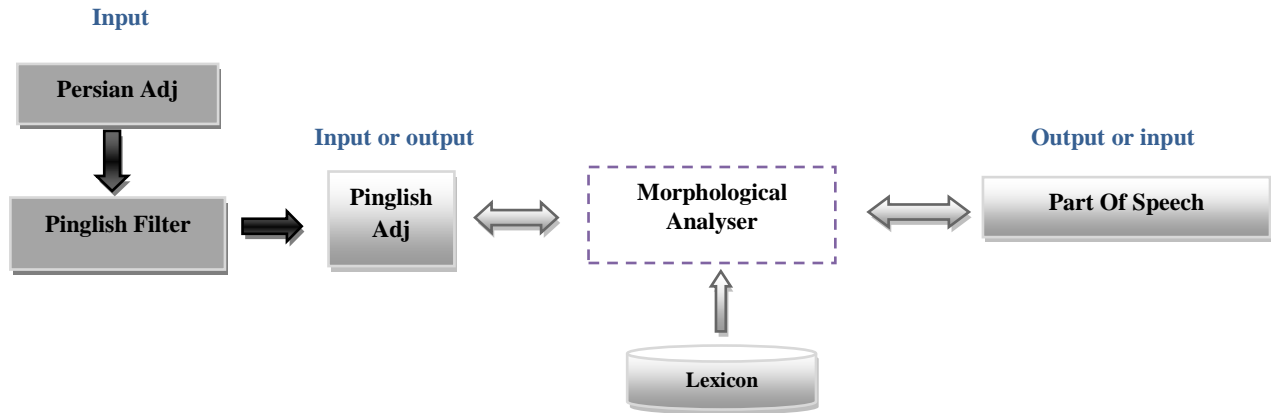 Input
Persian Adj
Input or output
Output or input
Pinglish Filter
Pinglish
Adj
Morphological
Analyser
Part Of Speech
Lexicon